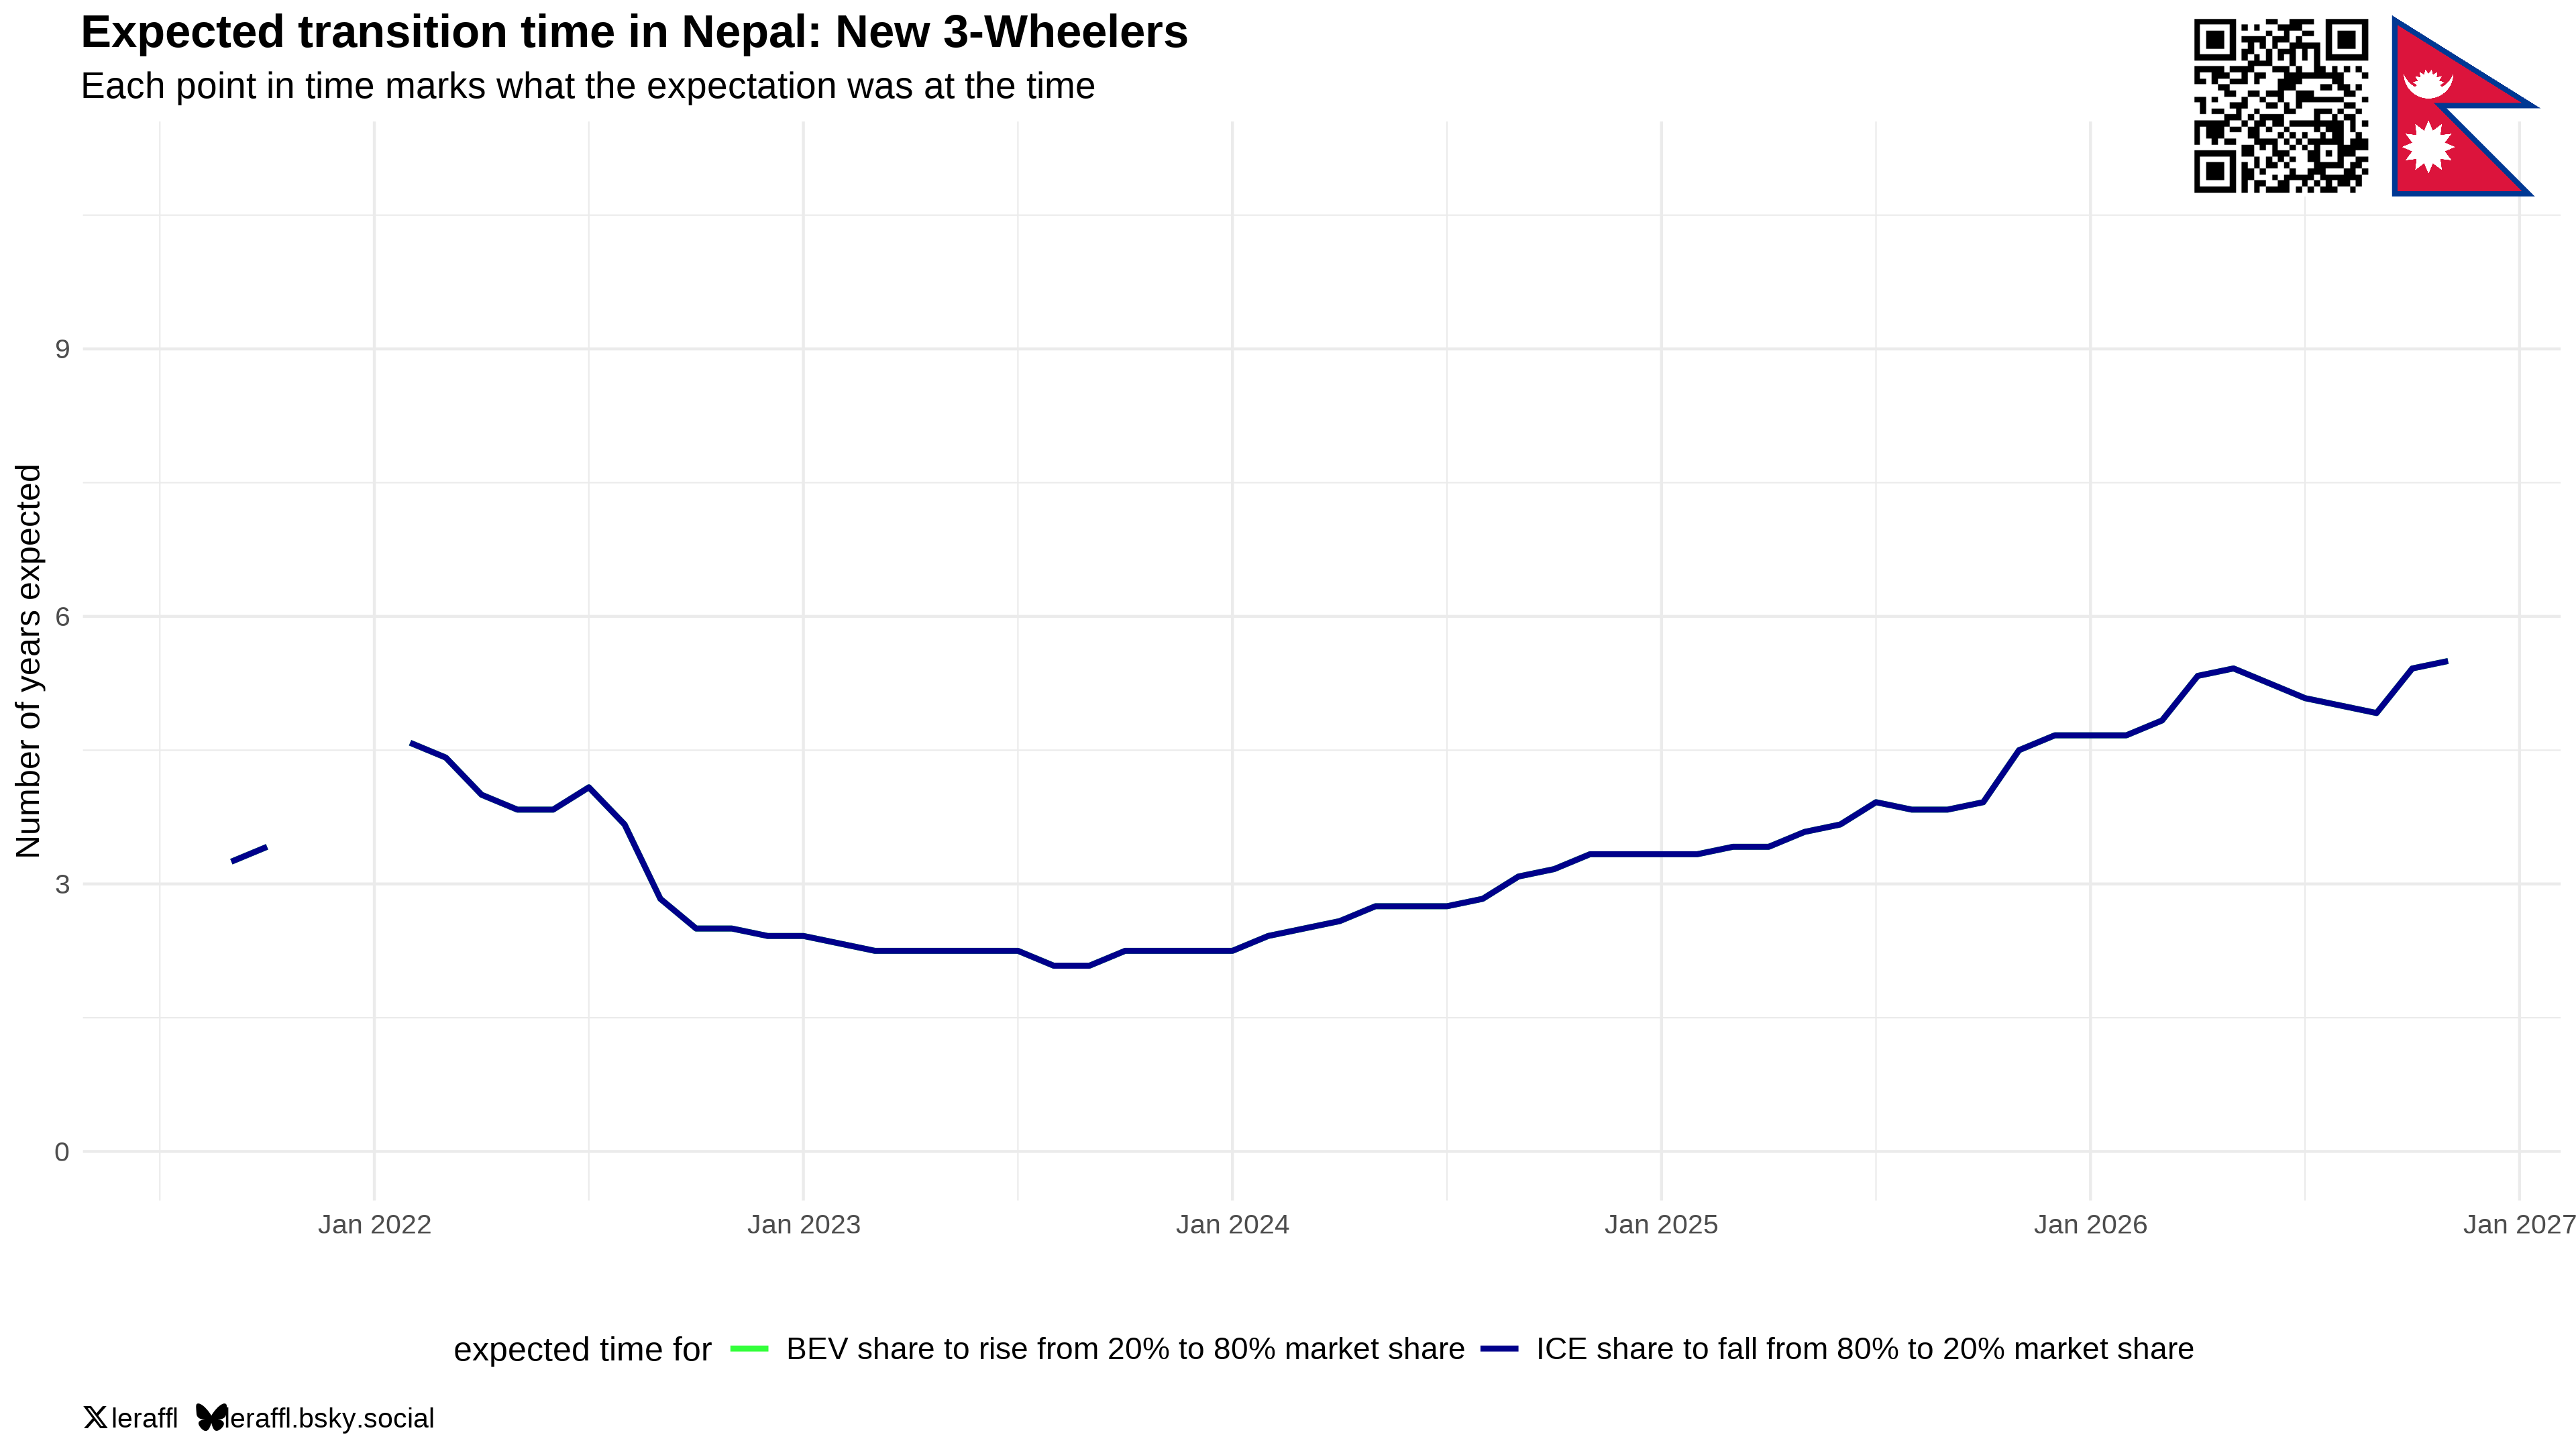 Expected transition time in Nepal: New 3-Wheelers
Each point in time marks what the expectation was at the time
Number of years expected
9
6
3
0
Jan 2022
Jan 2023
Jan 2024
Jan 2025
Jan 2026
Jan 2027
expected time for
BEV share to rise from 20% to 80% market share
ICE share to fall from 80% to 20% market share
leraffl
leraffl.bsky.social